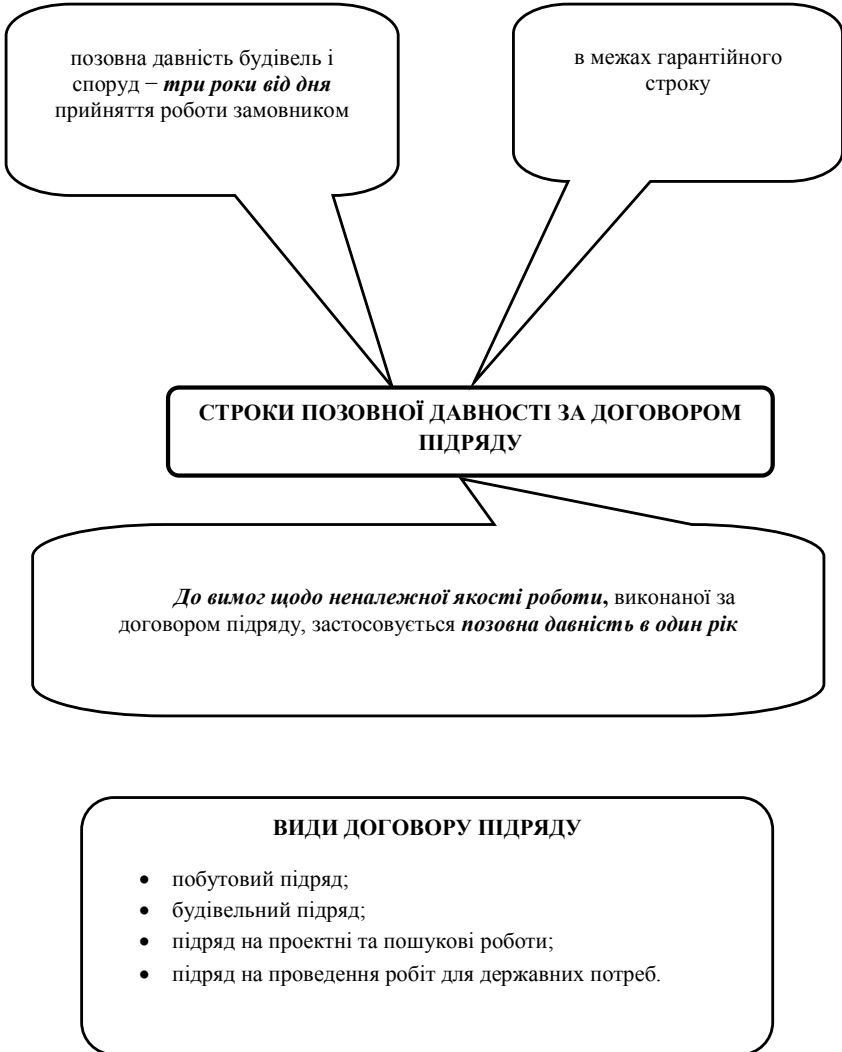 позовна давність будівель і
споруд – три роки від дня
прийняття роботи замовником
в межах гарантійного
строку
СТРОКИ ПОЗОВНОЇ ДАВНОСТІ ЗА ДОГОВОРОМ
ПІДРЯДУ
До вимог щодо неналежної якості роботи, виконаної за
договором підряду, застосовується позовна давність в один рік
ВИДИ ДОГОВОРУ ПІДРЯДУ
• побутовий підряд;
• будівельний підряд;
• підряд на проектні та пошукові роботи;
• підряд на проведення робіт для державних потреб.